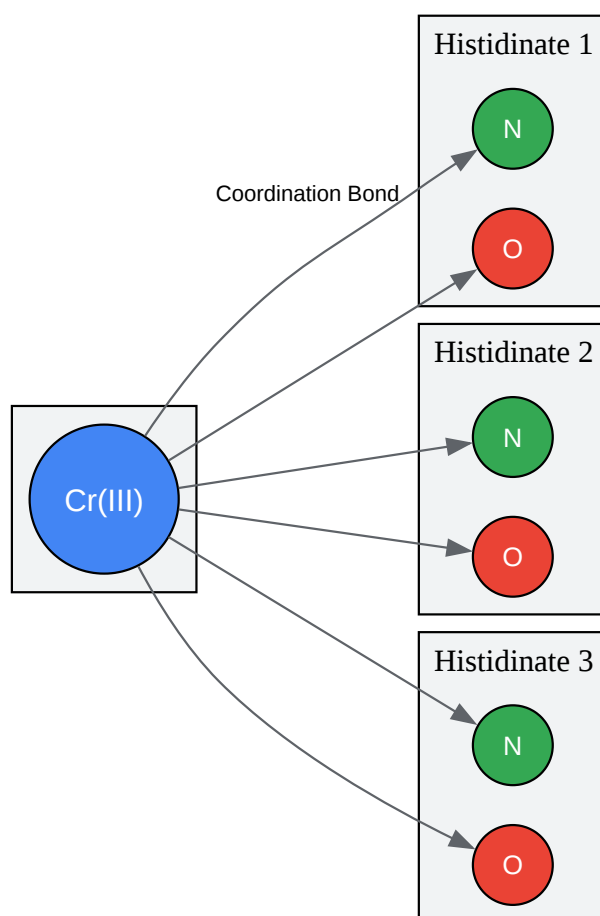 Histidinate 1
N
Coordination Bond
O
Histidinate 2
N
Cr(III)
O
Histidinate 3
N
O